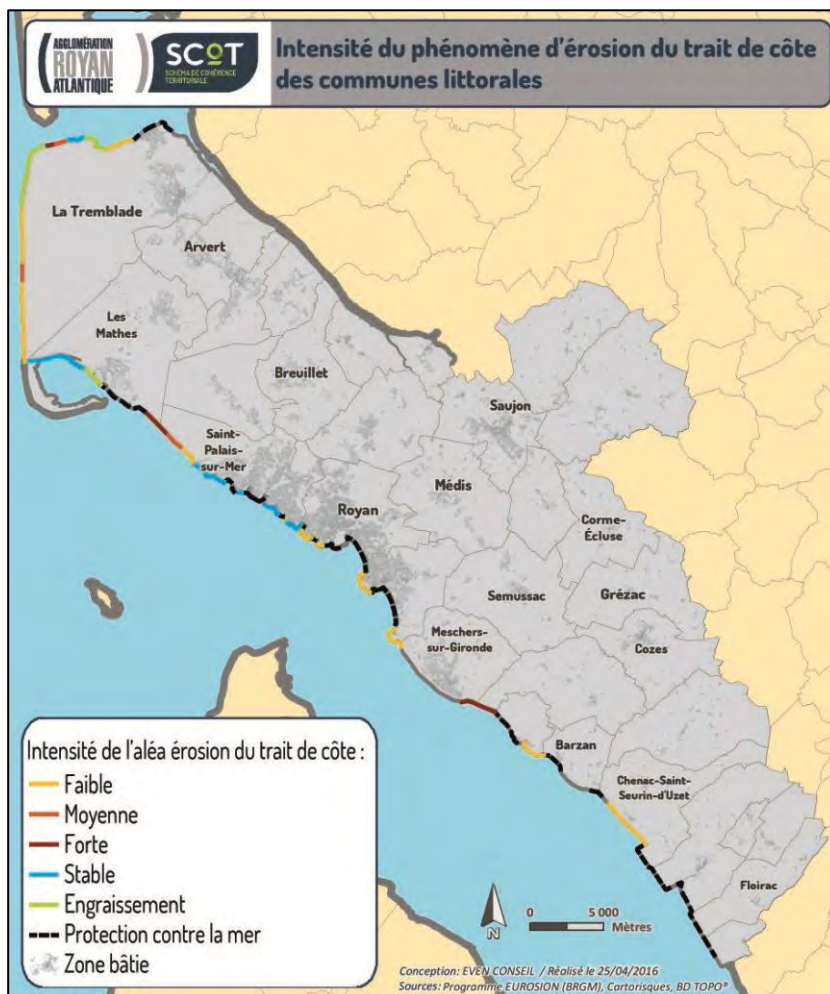 AGGLOMÉRATION
ROYAN
ATLANTIQUE
SCOT
SCHÉMA DE COHÉRENCE
TERRITORIALE
Intensité du phénomène d'érosion du trait de côte
des communes littorales
La Tremblade
Arvert
Les
Mathes
Breuillet
Saujon
Saint-
Palais-
sur-Mer
Médis
Royan
Corme-
Écluse
Semussac
Grézac
Meschers-
sur-Gironde
Cozes
Barzan
Chenac-Saint-
Seurin-d'Uzet
Floirac
Intensité de l'aléa érosion du trait de côte :
Faible
Moyenne
Forte
Stable
Engraissement
Protection contre la mer
Zone bâtie
N
0 5 000
Mètres
Conception: EVEN CONSEIL / Réalisé le 25/04/2016
Sources: Programme EUROSION (BRGM), Cartorisques, BD TOPO®